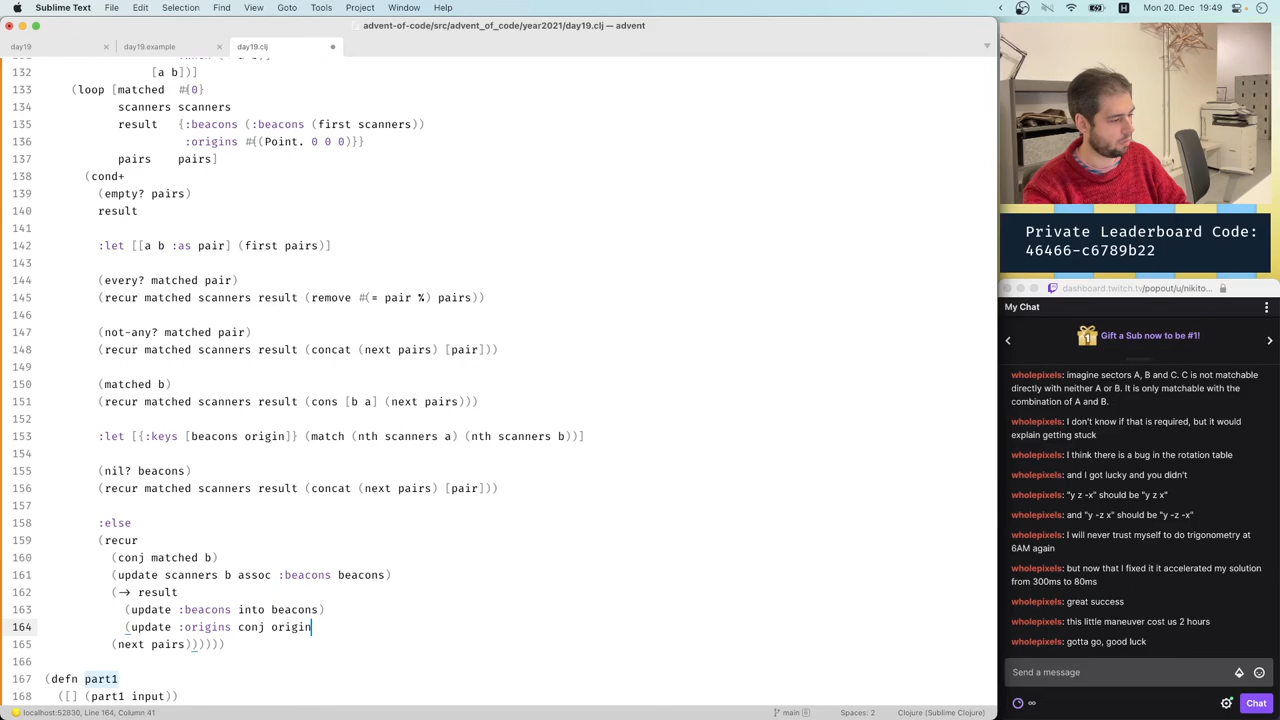 Sublime Text File Edit Selection Find View Goto Tools Project Window Help
H Mon 20. Dec 19:49
advent-of-code/src/advent_of_code/year2021/day19.clj — advent
day19 × day19.example × day19.clj
132 [a b])]
133 (loop [matched #{0}
134 scanners scanners
135 result {:beacons (:beacons (first scanners))
136 :origins #{(Point. 0 0 0)}}
137 pairs pairs]
138 (cond+
139 (empty? pairs)
140 result
141
142 :let [[a b :as pair] (first pairs)]
143
144 (every? matched pair)
145 (recur matched scanners result (remove #(= pair %) pairs))
146
147 (not-any? matched pair)
148 (recur matched scanners result (concat (next pairs) [pair]))
149
150 (matched b)
151 (recur matched scanners result (cons [b a] (next pairs)))
152
153 :let [{:keys [beacons origin]} (match (nth scanners a) (nth scanners b))]
154
155 (nil? beacons)
156 (recur matched scanners result (concat (next pairs) [pair]))
157
158 :else
159 (recur
160 (conj matched b)
161 (update scanners b assoc :beacons beacons)
162 (-> result
163 (update :beacons into beacons)
164 (update :origins conj origin
165 (next pairs)))))
166
167 (defn part1
168 ([] (part1 input))
localhost:52830, Line 164, Column 41
main 6 Spaces: 2 Clojure (Sublime Clojure)
Private Leaderboard Code:
46466-c6789b22
dashboard.twitch.tv/popout/u/nikito...
My Chat
1 Gift a Sub now to be #1!
wholepixels: imagine sectors A, B and C. C is not matchable
directly with neither A or B. It is only matchable with the
combination of A and B.
wholepixels: I don't know if that is required, but it would
explain getting stuck
wholepixels: I think there is a bug in the rotation table
wholepixels: and I got lucky and you didn't
wholepixels: "y z -x" should be "y z x"
wholepixels: and "y -z x" should be "y -z -x"
wholepixels: I will never trust myself to do trigonometry at
6AM again
wholepixels: but now that I fixed it it accelerated my solution
from 300ms to 80ms
wholepixels: great success
wholepixels: this little maneuver cost us 2 hours
wholepixels: gotta go, good luck
Send a message
∞ Chat